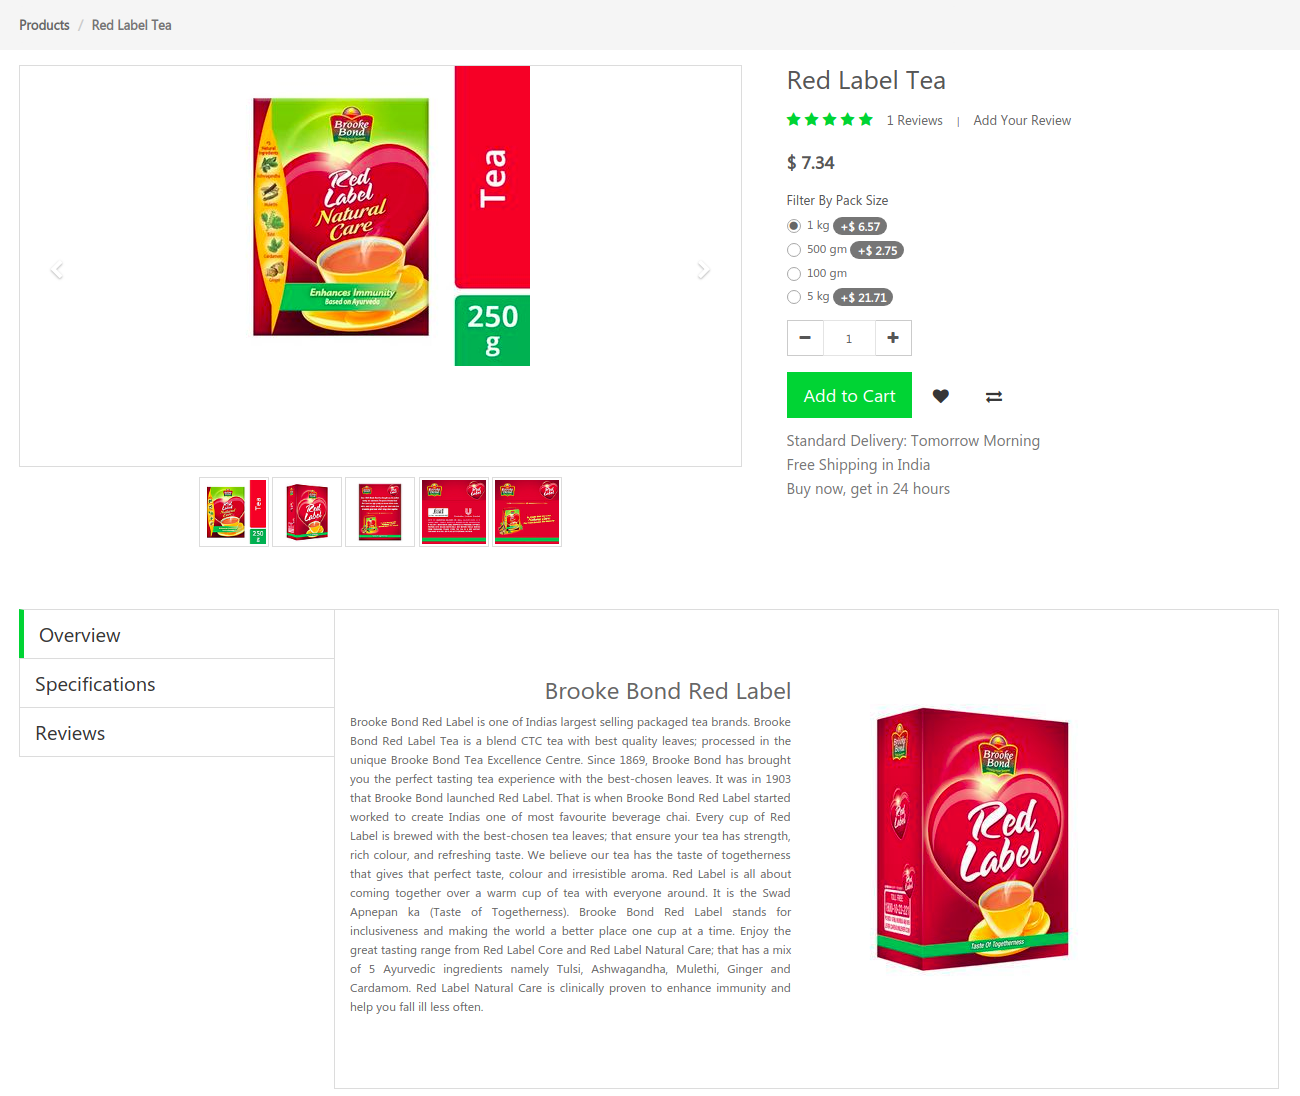 Products / Red Label Tea
Red Label Tea
1 Reviews | Add Your Review
$ 7.34
Filter By Pack Size
1 kg +$ 6.57
500 gm +$ 2.75
100 gm
5 kg +$ 21.71
1
Add to Cart
Standard Delivery: Tomorrow Morning
Free Shipping in India
Buy now, get in 24 hours
Brooke
Bond
Red
Label
Natural
Care
Enhances Immunity
Based on Ayurveda
Tea
250
g
Overview
Specifications
Reviews
Brooke Bond Red Label
Brooke Bond Red Label is one of Indias largest selling packaged tea brands. Brooke
Bond Red Label Tea is a blend CTC tea with best quality leaves; processed in the
unique Brooke Bond Tea Excellence Centre. Since 1869, Brooke Bond has brought
you the perfect tasting tea experience with the best-chosen leaves. It was in 1903
that Brooke Bond launched Red Label. That is when Brooke Bond Red Label started
worked to create Indias one of most favourite beverage chai. Every cup of Red
Label is brewed with the best-chosen tea leaves; that ensure your tea has strength,
rich colour, and refreshing taste. We believe our tea has the taste of togetherness
that gives that perfect taste, colour and irresistible aroma. Red Label is all about
coming together over a warm cup of tea with everyone around. It is the Swad
Apnepan ka (Taste of Togetherness). Brooke Bond Red Label stands for
inclusiveness and making the world a better place one cup at a time. Enjoy the
great tasting range from Red Label Core and Red Label Natural Care; that has a mix
of 5 Ayurvedic ingredients namely Tulsi, Ashwagandha, Mulethi, Ginger and
Cardamom. Red Label Natural Care is clinically proven to enhance immunity and
help you fall ill less often.
Brooke
Bond
Brooke
Bond
Red
Label
Red
Label
Taste Of Togetherness